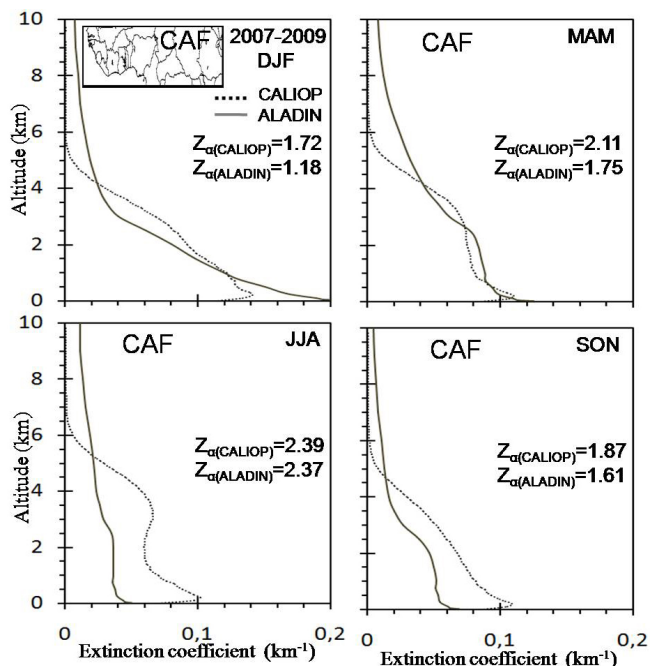 10
8
6
4
2
0
Altitude (km)
CAF
2007-2009
DJF
CALIOP
ALADIN
Zα(CALIOP)=1.72
Zα(ALADIN)=1.18
CAF
MAM
Zα(CALIOP)=2.11
Zα(ALADIN)=1.75
10
8
6
4
2
0
Altitude (km)
CAF
JJA
Zα(CALIOP)=2.39
Zα(ALADIN)=2.37
0
0,1
0,2
Extinction coefficient (km⁻¹)
CAF
SON
Zα(CALIOP)=1.87
Zα(ALADIN)=1.61
0
0,1
0,2
Extinction coefficient (km⁻¹)